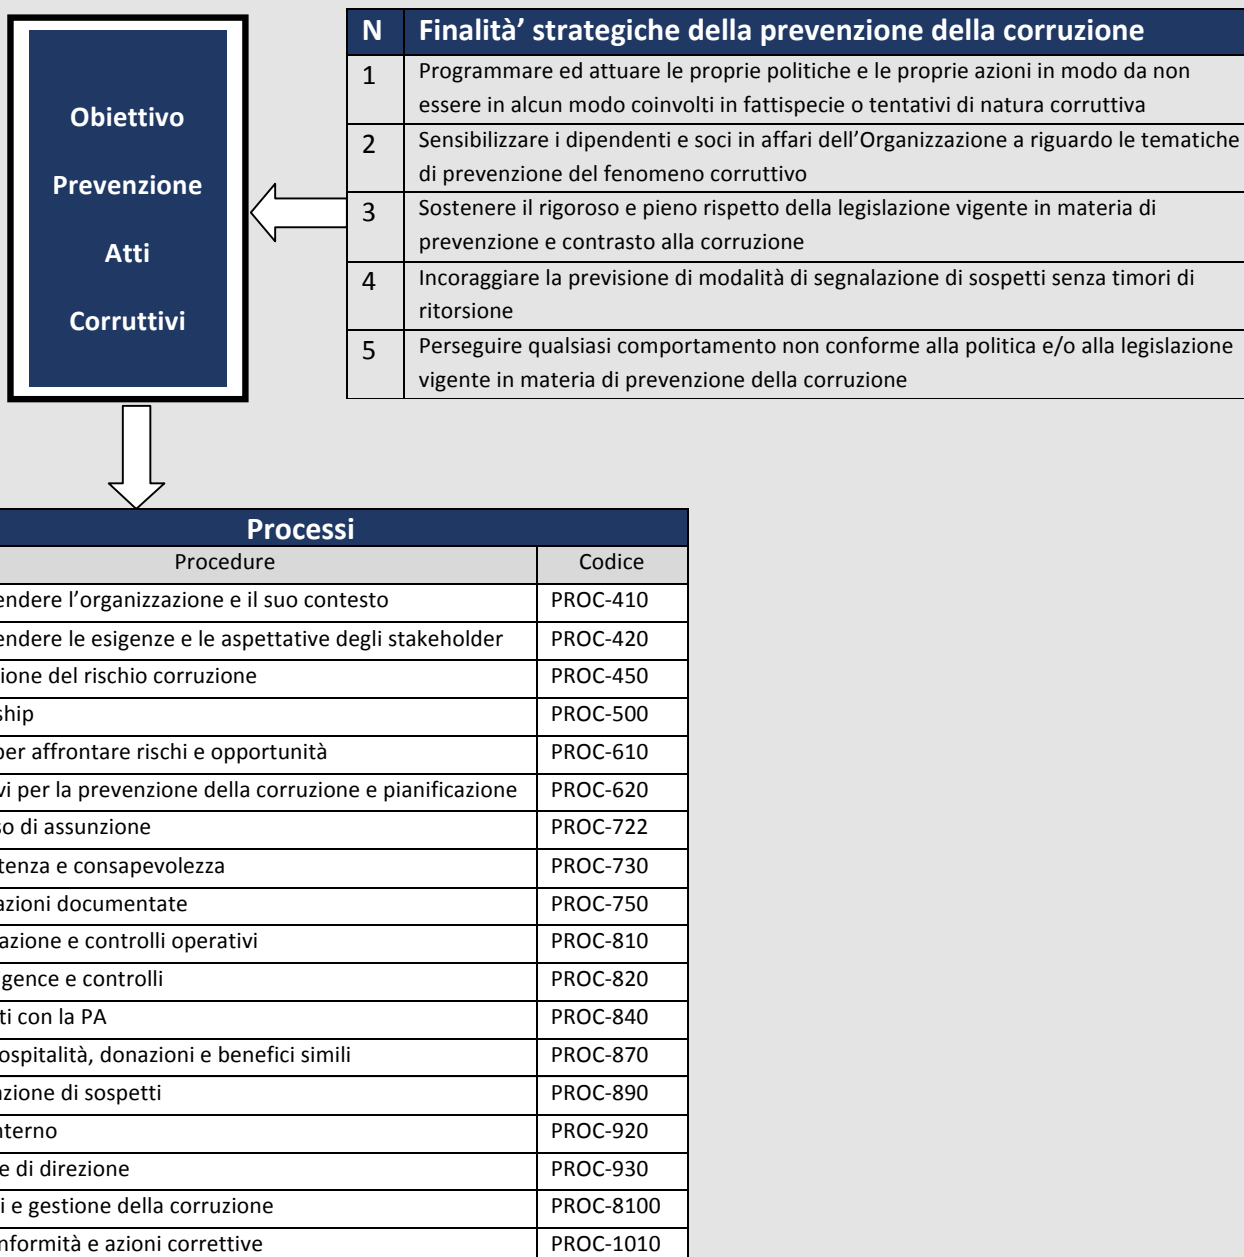 Obiettivo
Prevenzione
Atti
Corruttivi
N Finalità’ strategiche della prevenzione della corruzione
1 Programmare ed attuare le proprie politiche e le proprie azioni in modo da non
essere in alcun modo coinvolti in fattispecie o tentativi di natura corruttiva
2 Sensibilizzare i dipendenti e soci in affari dell’Organizzazione a riguardo le tematiche
di prevenzione del fenomeno corruttivo
3 Sostenere il rigoroso e pieno rispetto della legislazione vigente in materia di
prevenzione e contrasto alla corruzione
4 Incoraggiare la previsione di modalità di segnalazione di sospetti senza timori di
ritorsione
5 Perseguire qualsiasi comportamento non conforme alla politica e/o alla legislazione
vigente in materia di prevenzione della corruzione
Processi
Procedure Codice
endere l’organizzazione e il suo contesto PROC-410
endere le esigenze e le aspettative degli stakeholder PROC-420
ione del rischio corruzione PROC-450
ship PROC-500
per affrontare rischi e opportunità PROC-610
vi per la prevenzione della corruzione e pianificazione PROC-620
so di assunzione PROC-722
tenza e consapevolezza PROC-730
azioni documentate PROC-750
azione e controlli operativi PROC-810
igence e controlli PROC-820
ti con la PA PROC-840
ospitalità, donazioni e benefici simili PROC-870
azione di sospetti PROC-890
nterno PROC-920
e di direzione PROC-930
i e gestione della corruzione PROC-8100
nformità e azioni correttive PROC-1010